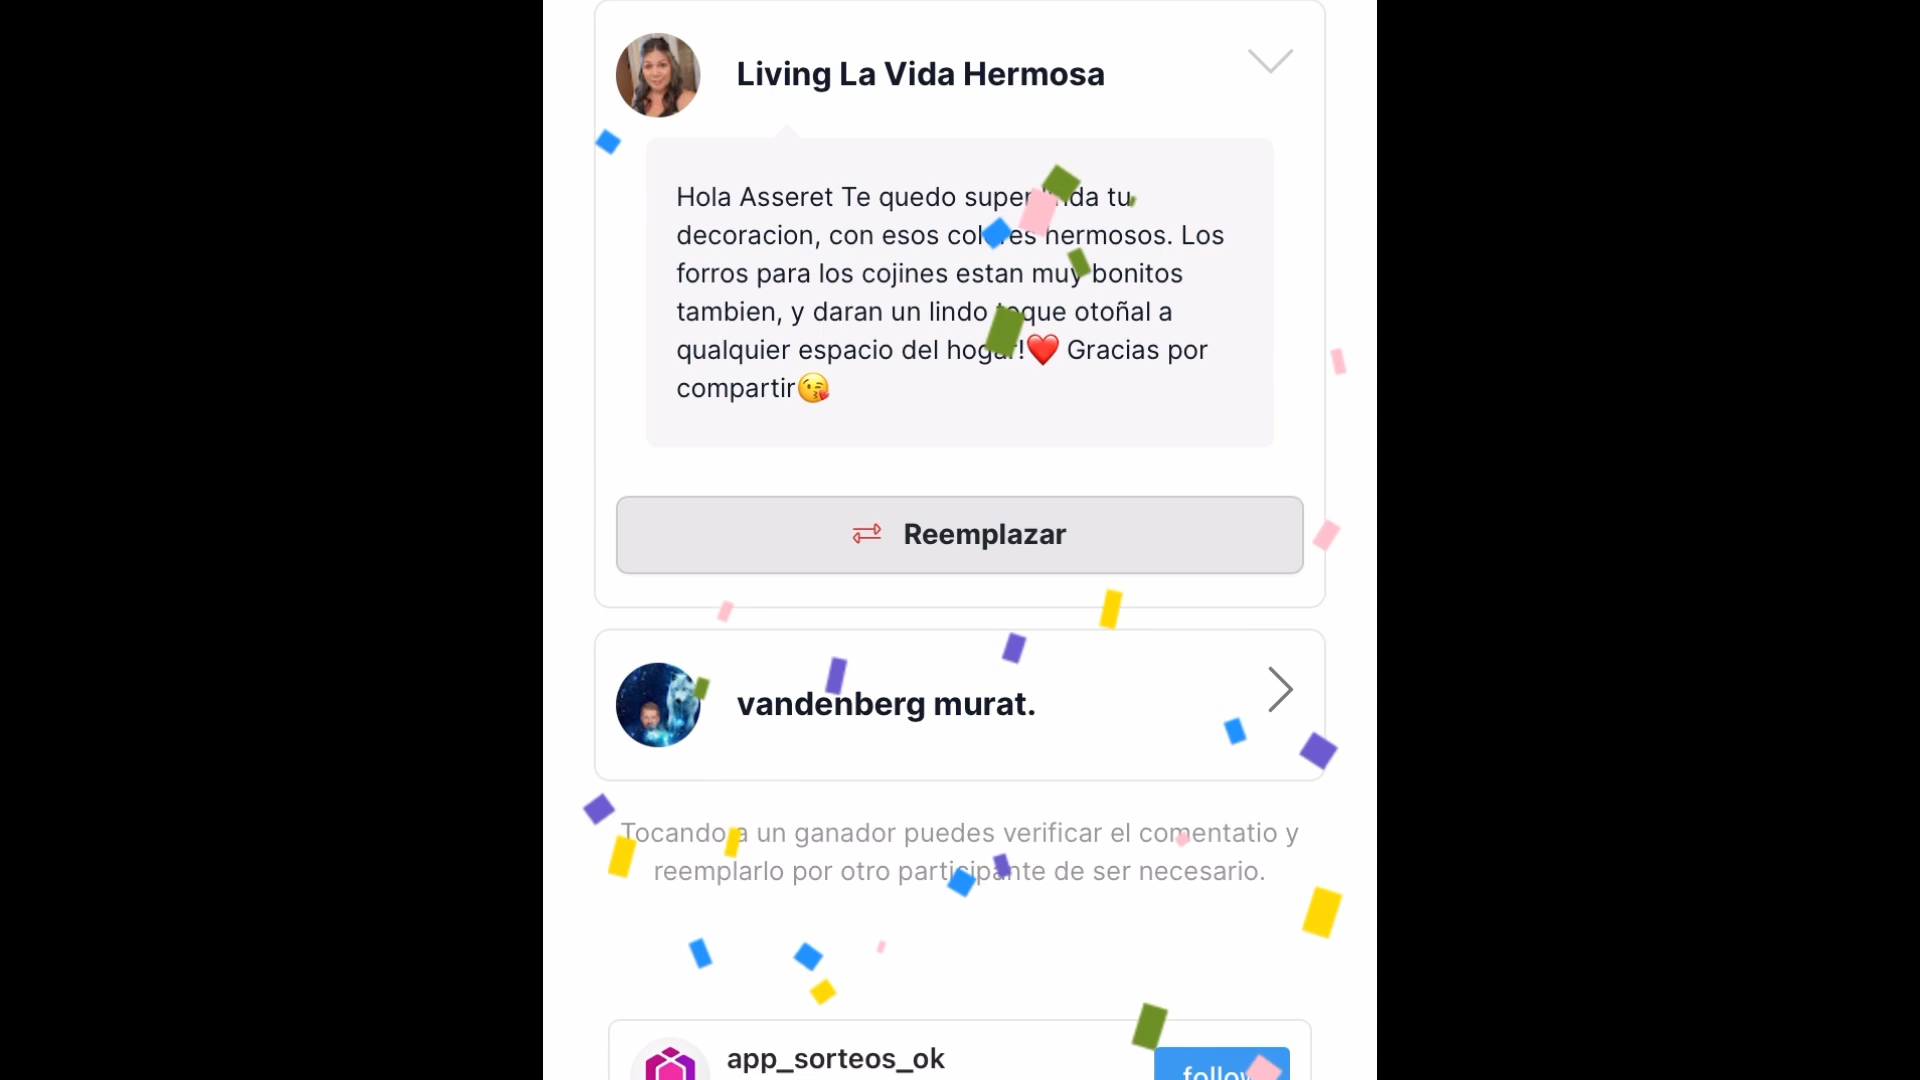 Living La Vida Hermosa
Hola Asseret Te quedo super linda tu
decoracion, con esos colores hermosos. Los
forros para los cojines estan muy bonitos
tambien, y daran un lindo toque otoñal a
qualquier espacio del hogar!❤️ Gracias por
compartir😘
Reemplazar
vandenberg murat.
Tocando a un ganador puedes verificar el comentatio y
reemplarlo por otro participante de ser necesario.
app_sorteos_ok
follow